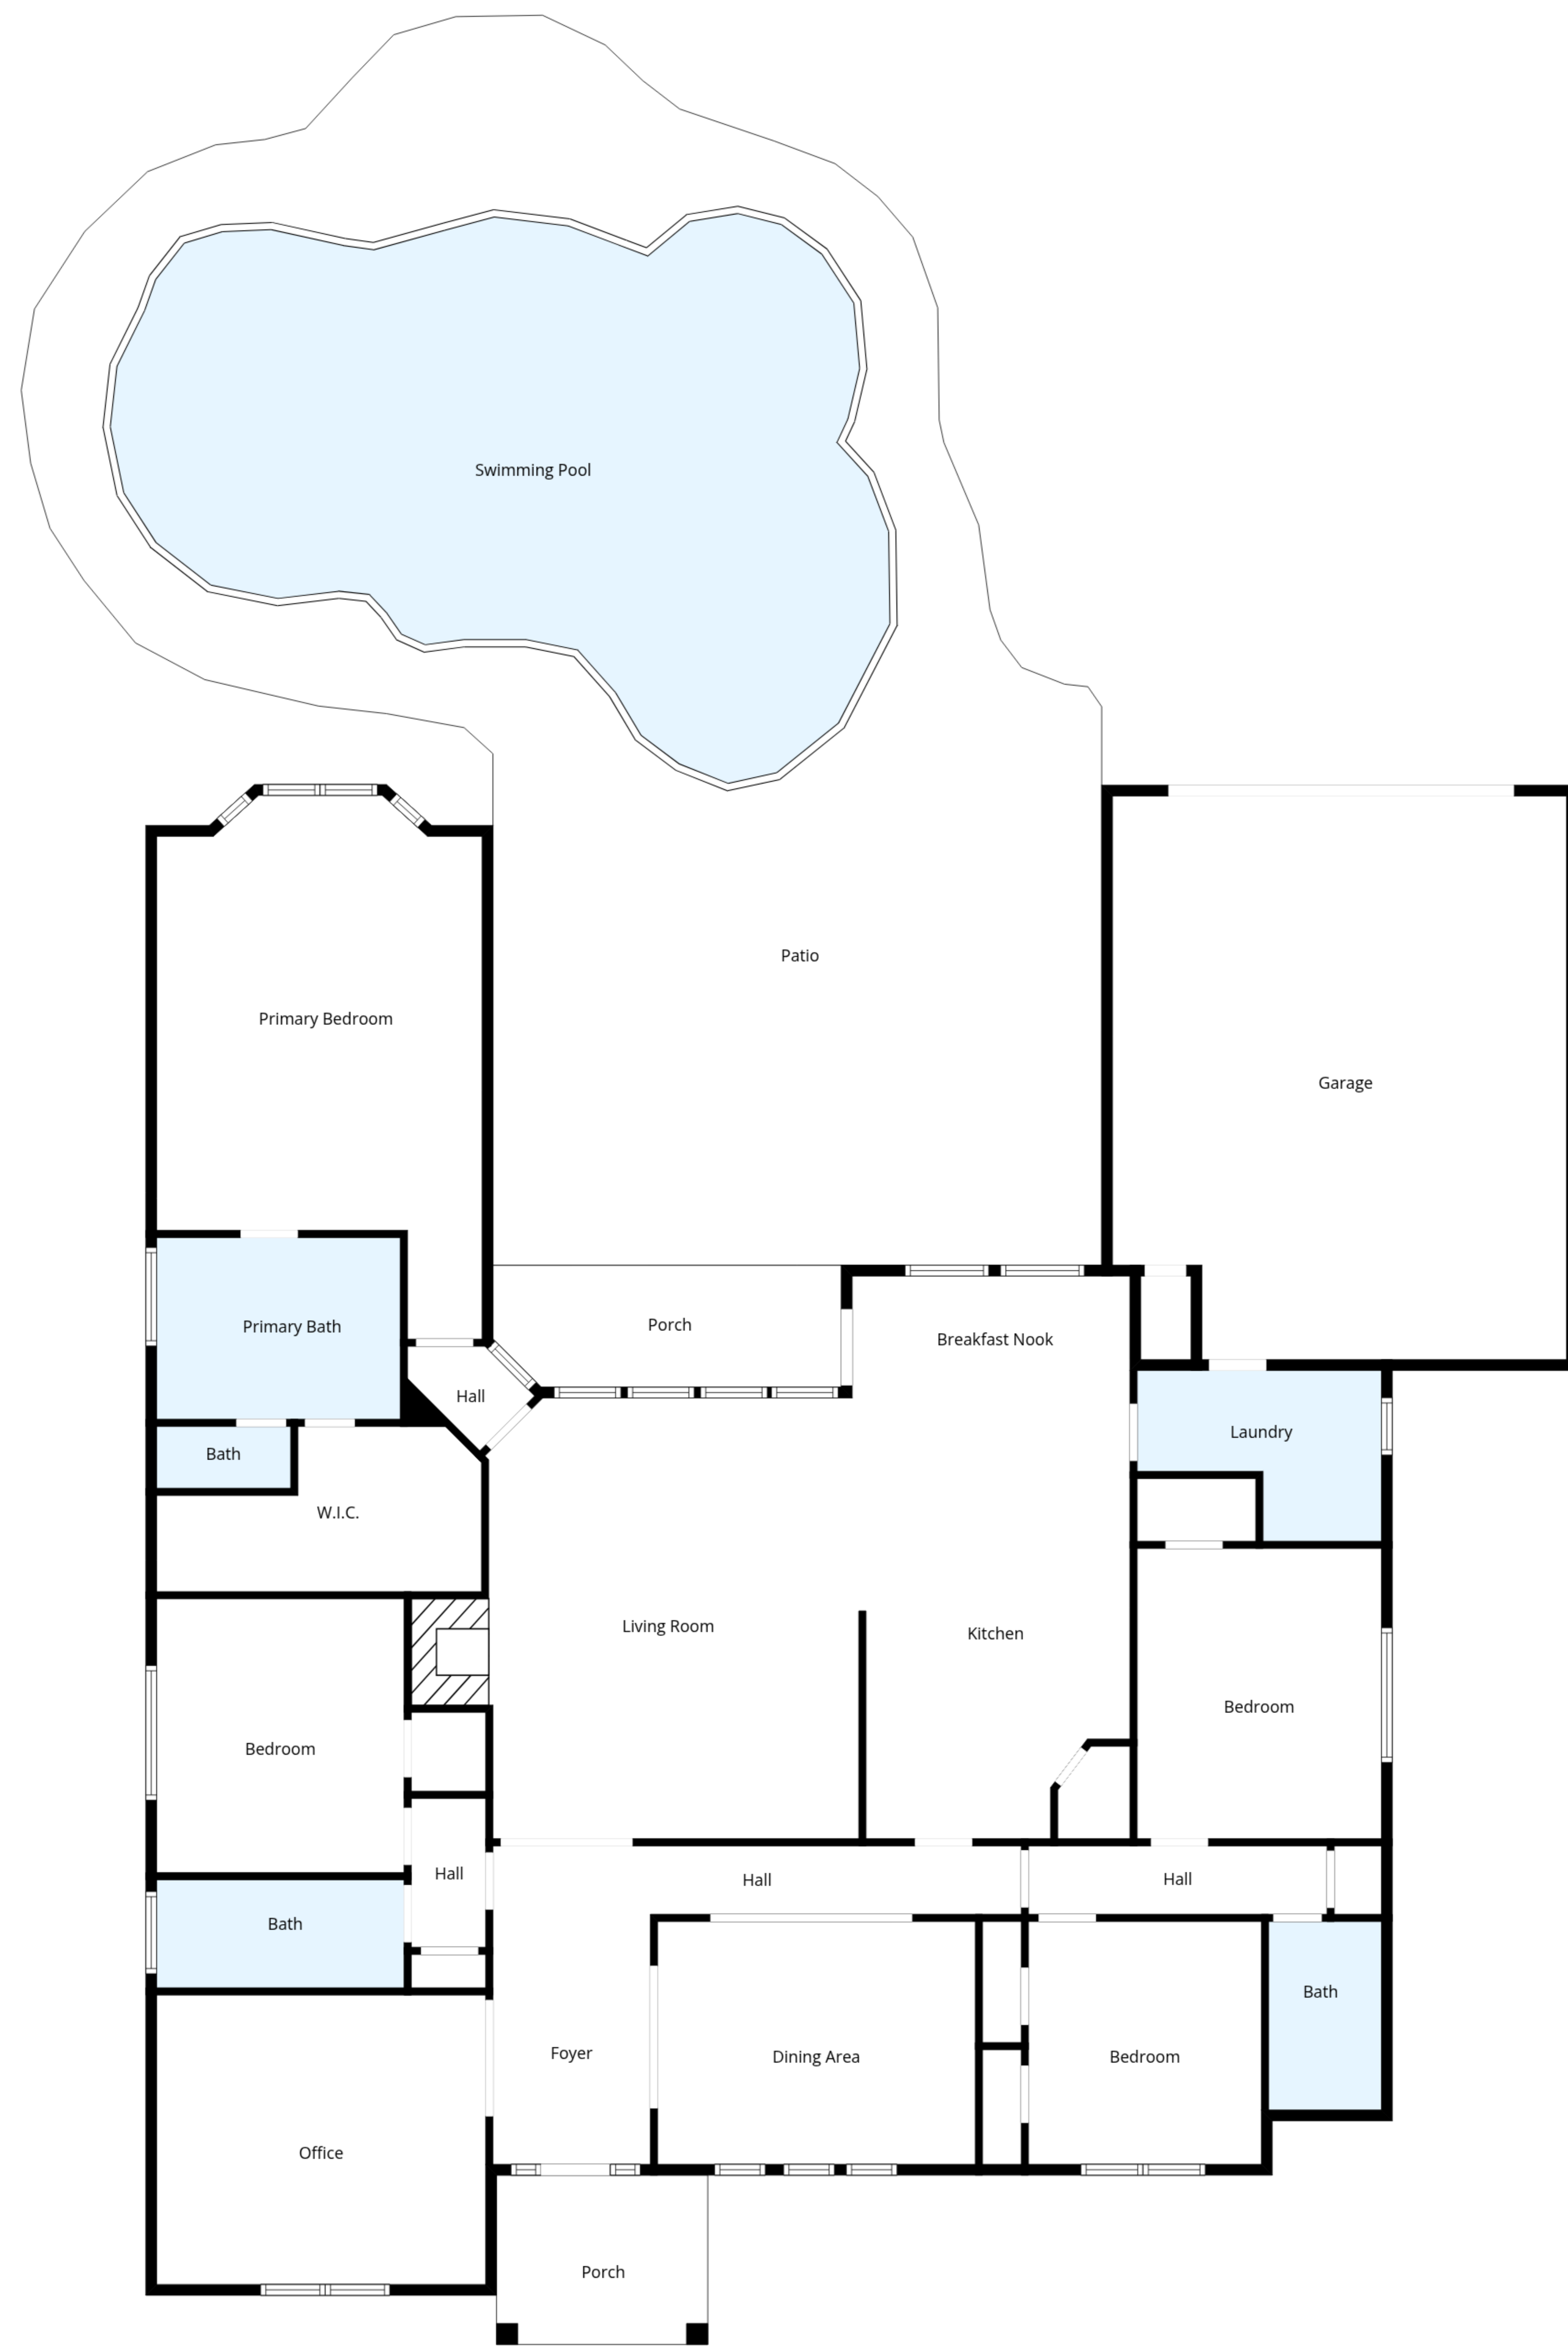 Swimming Pool
Patio
Primary Bedroom
Garage
Porch
Primary Bath
Breakfast Nook
Hall
Laundry
Bath
W.I.C.
Living Room
Kitchen
Bedroom
Bedroom
Hall
Hall
Hall
Bath
Bath
Foyer
Dining Area
Bedroom
Office
Porch